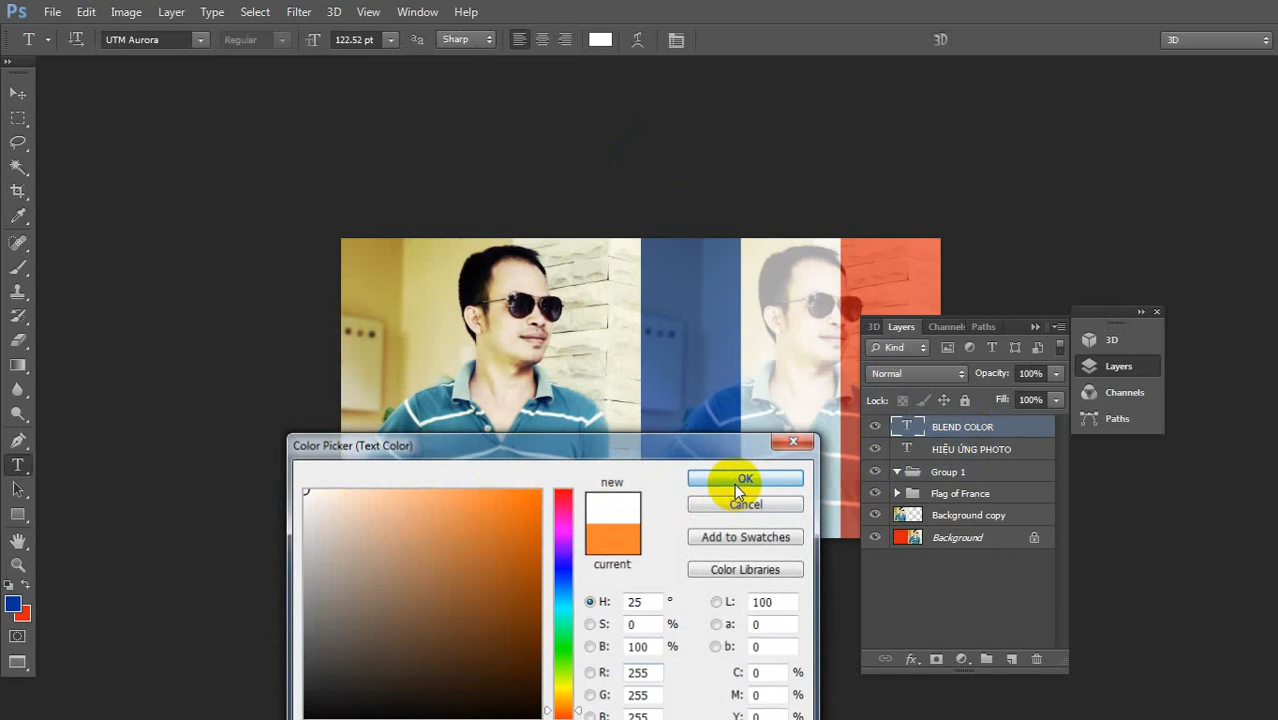 Ps File Edit Image Layer Type Select Filter 3D View Window Help
T UTM Aurora Regular 122.52 pt Sharp 3D 3D
3D Layers Channels Paths
3D
Kind
Layers
Normal Opacity: 100%
Channels
Lock: Fill: 100%
Paths
BLEND COLOR
HIỆU ỨNG PHOTO
Group 1
Flag of France
Background copy
Background
Color Picker (Text Color)
new
OK
Cancel
Add to Swatches
current
Color Libraries
H: 25 ° L: 100
S: 0 % a: 0
B: 100 % b: 0
R: 255 C: 0 %
G: 255 M: 0 %
B: 255 Y: 0 %
fx